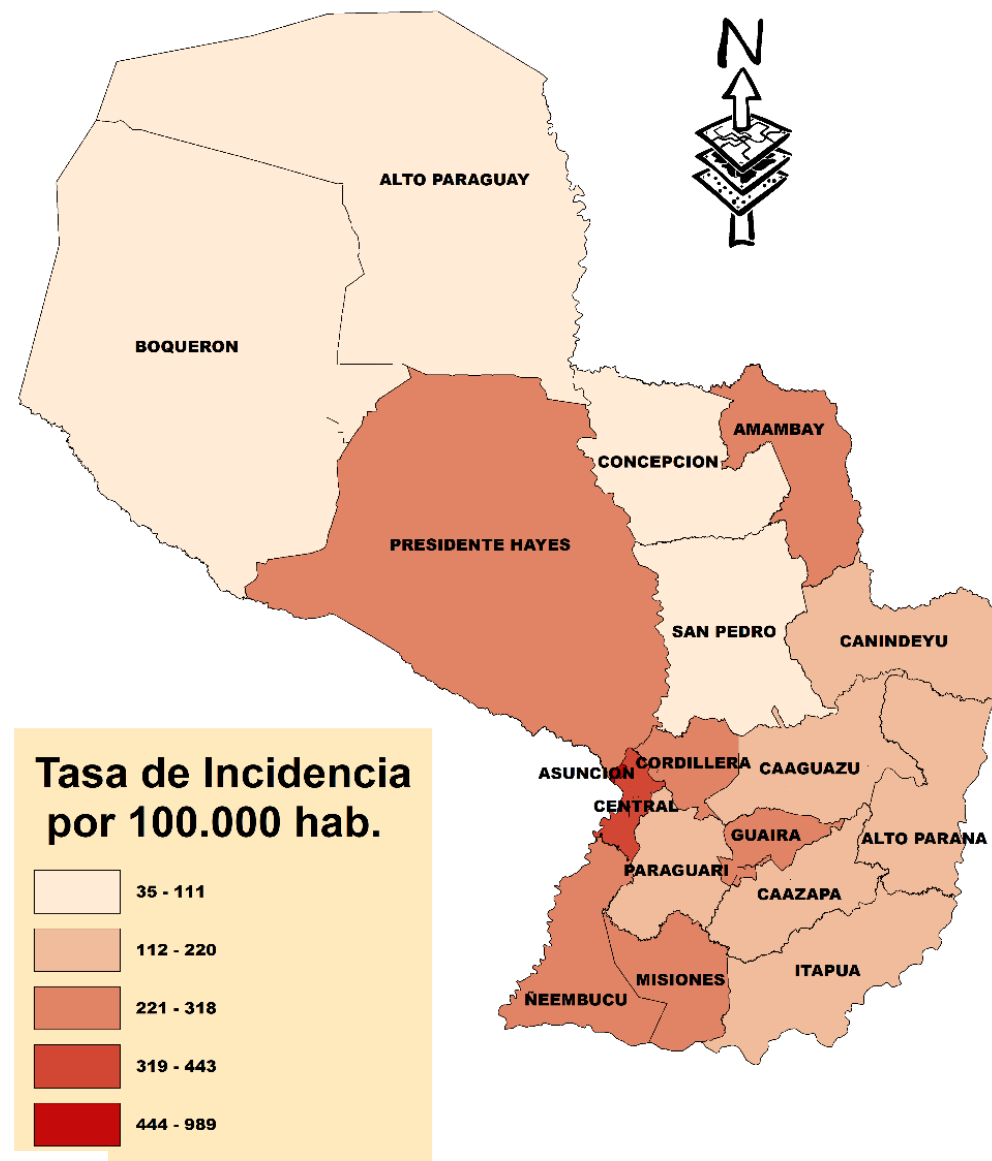 N
ALTO PARAGUAY
BOQUERON
AMAMBAY
CONCEPCION
PRESIDENTE HAYES
SAN PEDRO
CANINDEYU
ASUNCION
CORDILLERA
CAAGUAZU
CENTRAL
GUAIRA
ALTO PARANA
PARAGUARI
CAAZAPA
ITAPUA
MISIONES
ÑEEMBUCU
Tasa de Incidencia
por 100.000 hab.
35 - 111
112 - 220
221 - 318
319 - 443
444 - 989